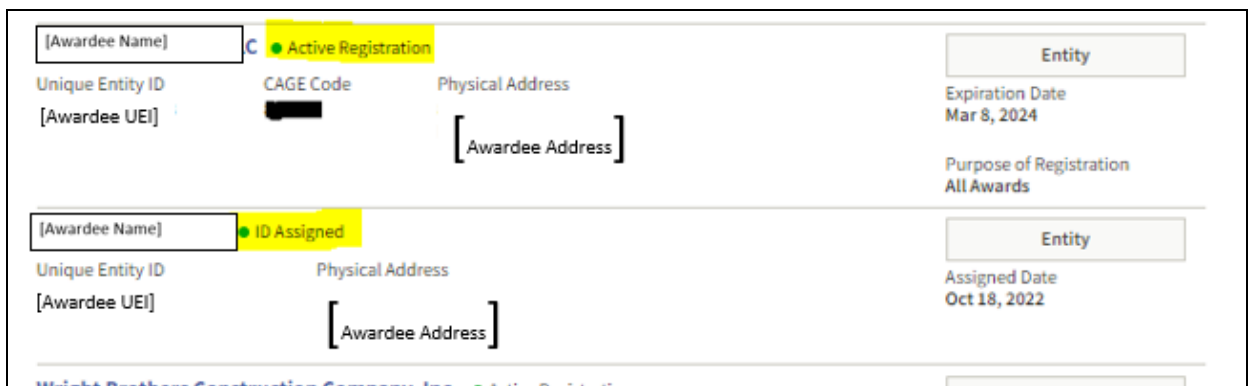 [Awardee Name] C ● Active Registration Entity
Unique Entity ID CAGE Code Physical Address
Expiration Date
[Awardee UEI] Mar 8, 2024
[Awardee Address]
Purpose of Registration
All Awards
[Awardee Name] ● ID Assigned Entity
Unique Entity ID Physical Address
Assigned Date
[Awardee UEI] Oct 18, 2022
[Awardee Address]
Wright Brothers Construction Company, Inc ● Active Registration